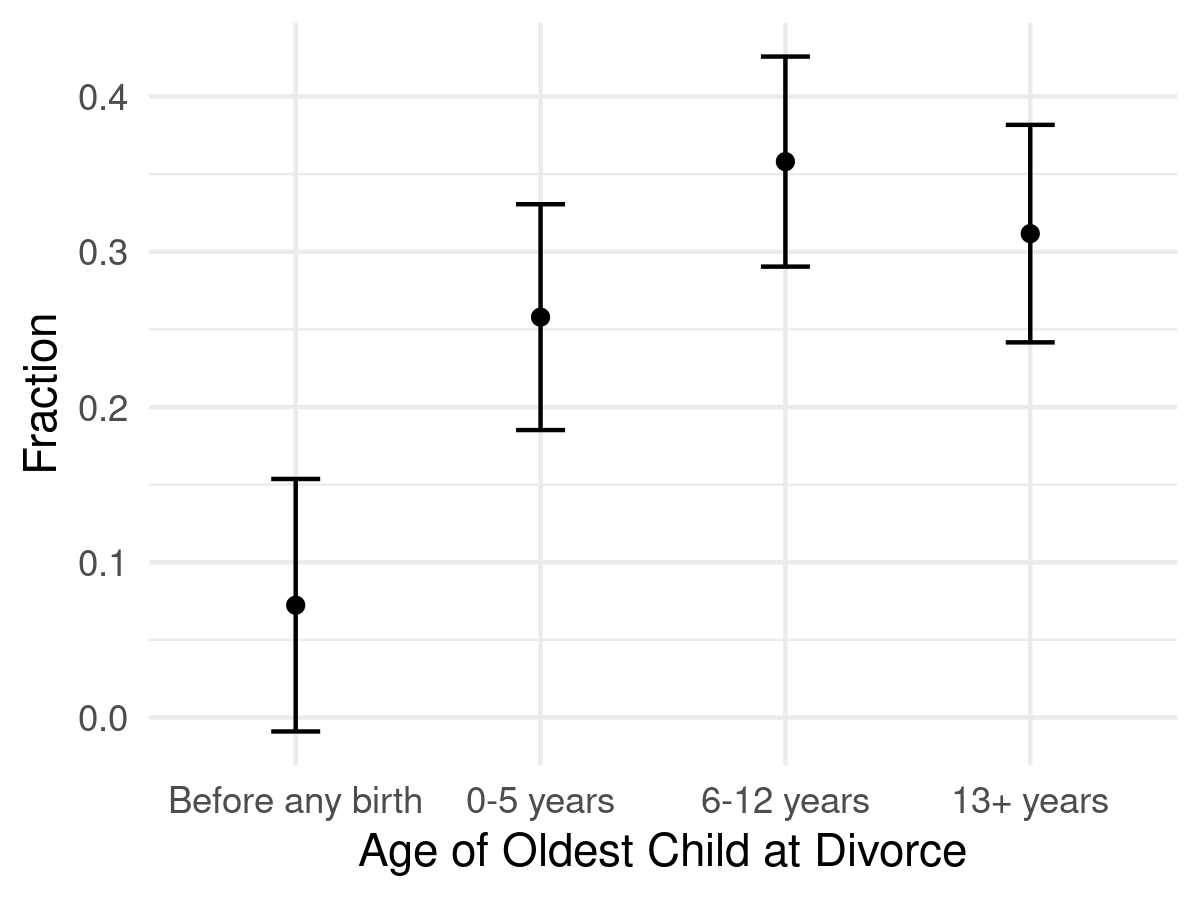 0.4
0.3
0.2
0.1
0.0
Fraction
Before any birth 0-5 years 6-12 years 13+ years
Age of Oldest Child at Divorce